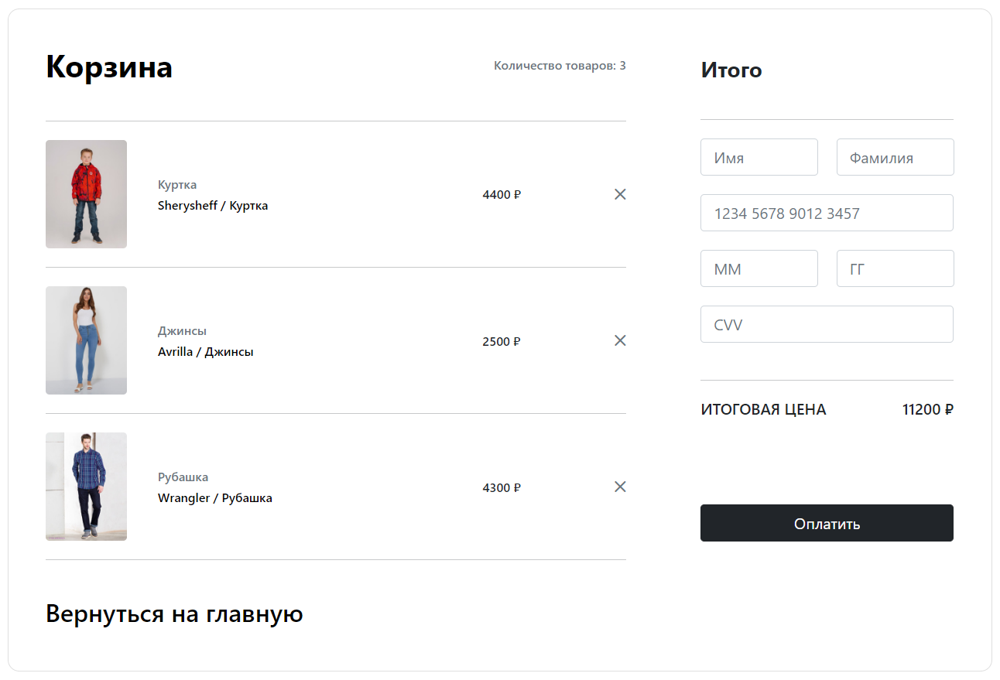 Корзина
Количество товаров: 3
Куртка
Sherysheff / Куртка
4400 ₽
Джинсы
Avrilla / Джинсы
2500 ₽
Рубашка
Wrangler / Рубашка
4300 ₽
Вернуться на главную
Итого
Имя
Фамилия
1234 5678 9012 3457
ММ
ГГ
CVV
ИТОГОВАЯ ЦЕНА 11200 ₽
Оплатить